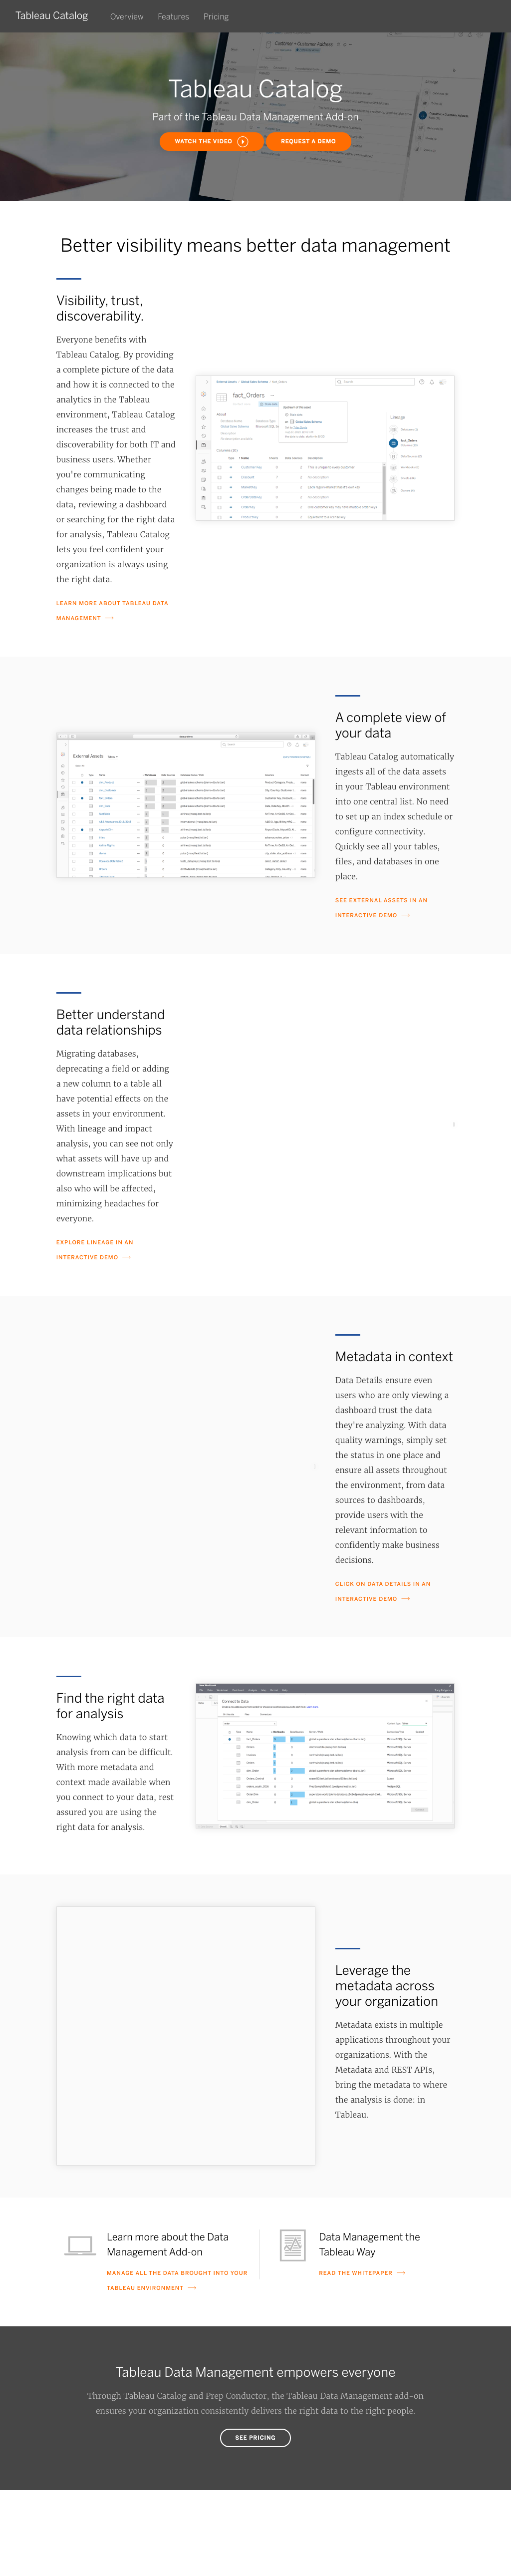 Tableau Catalog
Overview
Features
Pricing
Tableau Catalog
Part of the Tableau Data Management Add-on
WATCH THE VIDEO
REQUEST A DEMO
Better visibility means better data management
Visibility, trust,
discoverability.
Everyone benefits with
Tableau Catalog. By providing
a complete picture of the data
and how it is connected to the
analytics in the Tableau
environment, Tableau Catalog
increases the trust and
discoverability for both IT and
business users. Whether
you're communicating
changes being made to the
data, reviewing a dashboard
or searching for the right data
for analysis, Tableau Catalog
lets you feel confident your
organization is always using
the right data.
LEARN MORE ABOUT TABLEAU DATA
MANAGEMENT
fact_Orders
External Assets
A complete view of
your data
Tableau Catalog automatically
ingests all of the data assets
in your Tableau environment
into one central list. No need
to set up an index schedule or
configure connectivity.
Quickly see all your tables,
files, and databases in one
place.
SEE EXTERNAL ASSETS IN AN
INTERACTIVE DEMO
Better understand
data relationships
Migrating databases,
deprecating a field or adding
a new column to a table all
have potential effects on the
assets in your environment.
With lineage and impact
analysis, you can see not only
what assets will have up and
downstream implications but
also who will be affected,
minimizing headaches for
everyone.
EXPLORE LINEAGE IN AN
INTERACTIVE DEMO
Metadata in context
Data Details ensure even
users who are only viewing a
dashboard trust the data
they're analyzing. With data
quality warnings, simply set
the status in one place and
ensure all assets throughout
the environment, from data
sources to dashboards,
provide users with the
relevant information to
confidently make business
decisions.
CLICK ON DATA DETAILS IN AN
INTERACTIVE DEMO
Find the right data
for analysis
Knowing which data to start
analysis from can be difficult.
With more metadata and
context made available when
you connect to your data, rest
assured you are using the
right data for analysis.
Connect to Data
Leverage the
metadata across
your organization
Metadata exists in multiple
applications throughout your
organizations. With the
Metadata and REST APIs,
bring the metadata to where
the analysis is done: in
Tableau.
Learn more about the Data
Management Add-on
MANAGE ALL THE DATA BROUGHT INTO YOUR
TABLEAU ENVIRONMENT
Data Management the
Tableau Way
READ THE WHITEPAPER
Tableau Data Management empowers everyone
Through Tableau Catalog and Prep Conductor, the Tableau Data Management add-on
ensures your organization consistently delivers the right data to the right people.
SEE PRICING